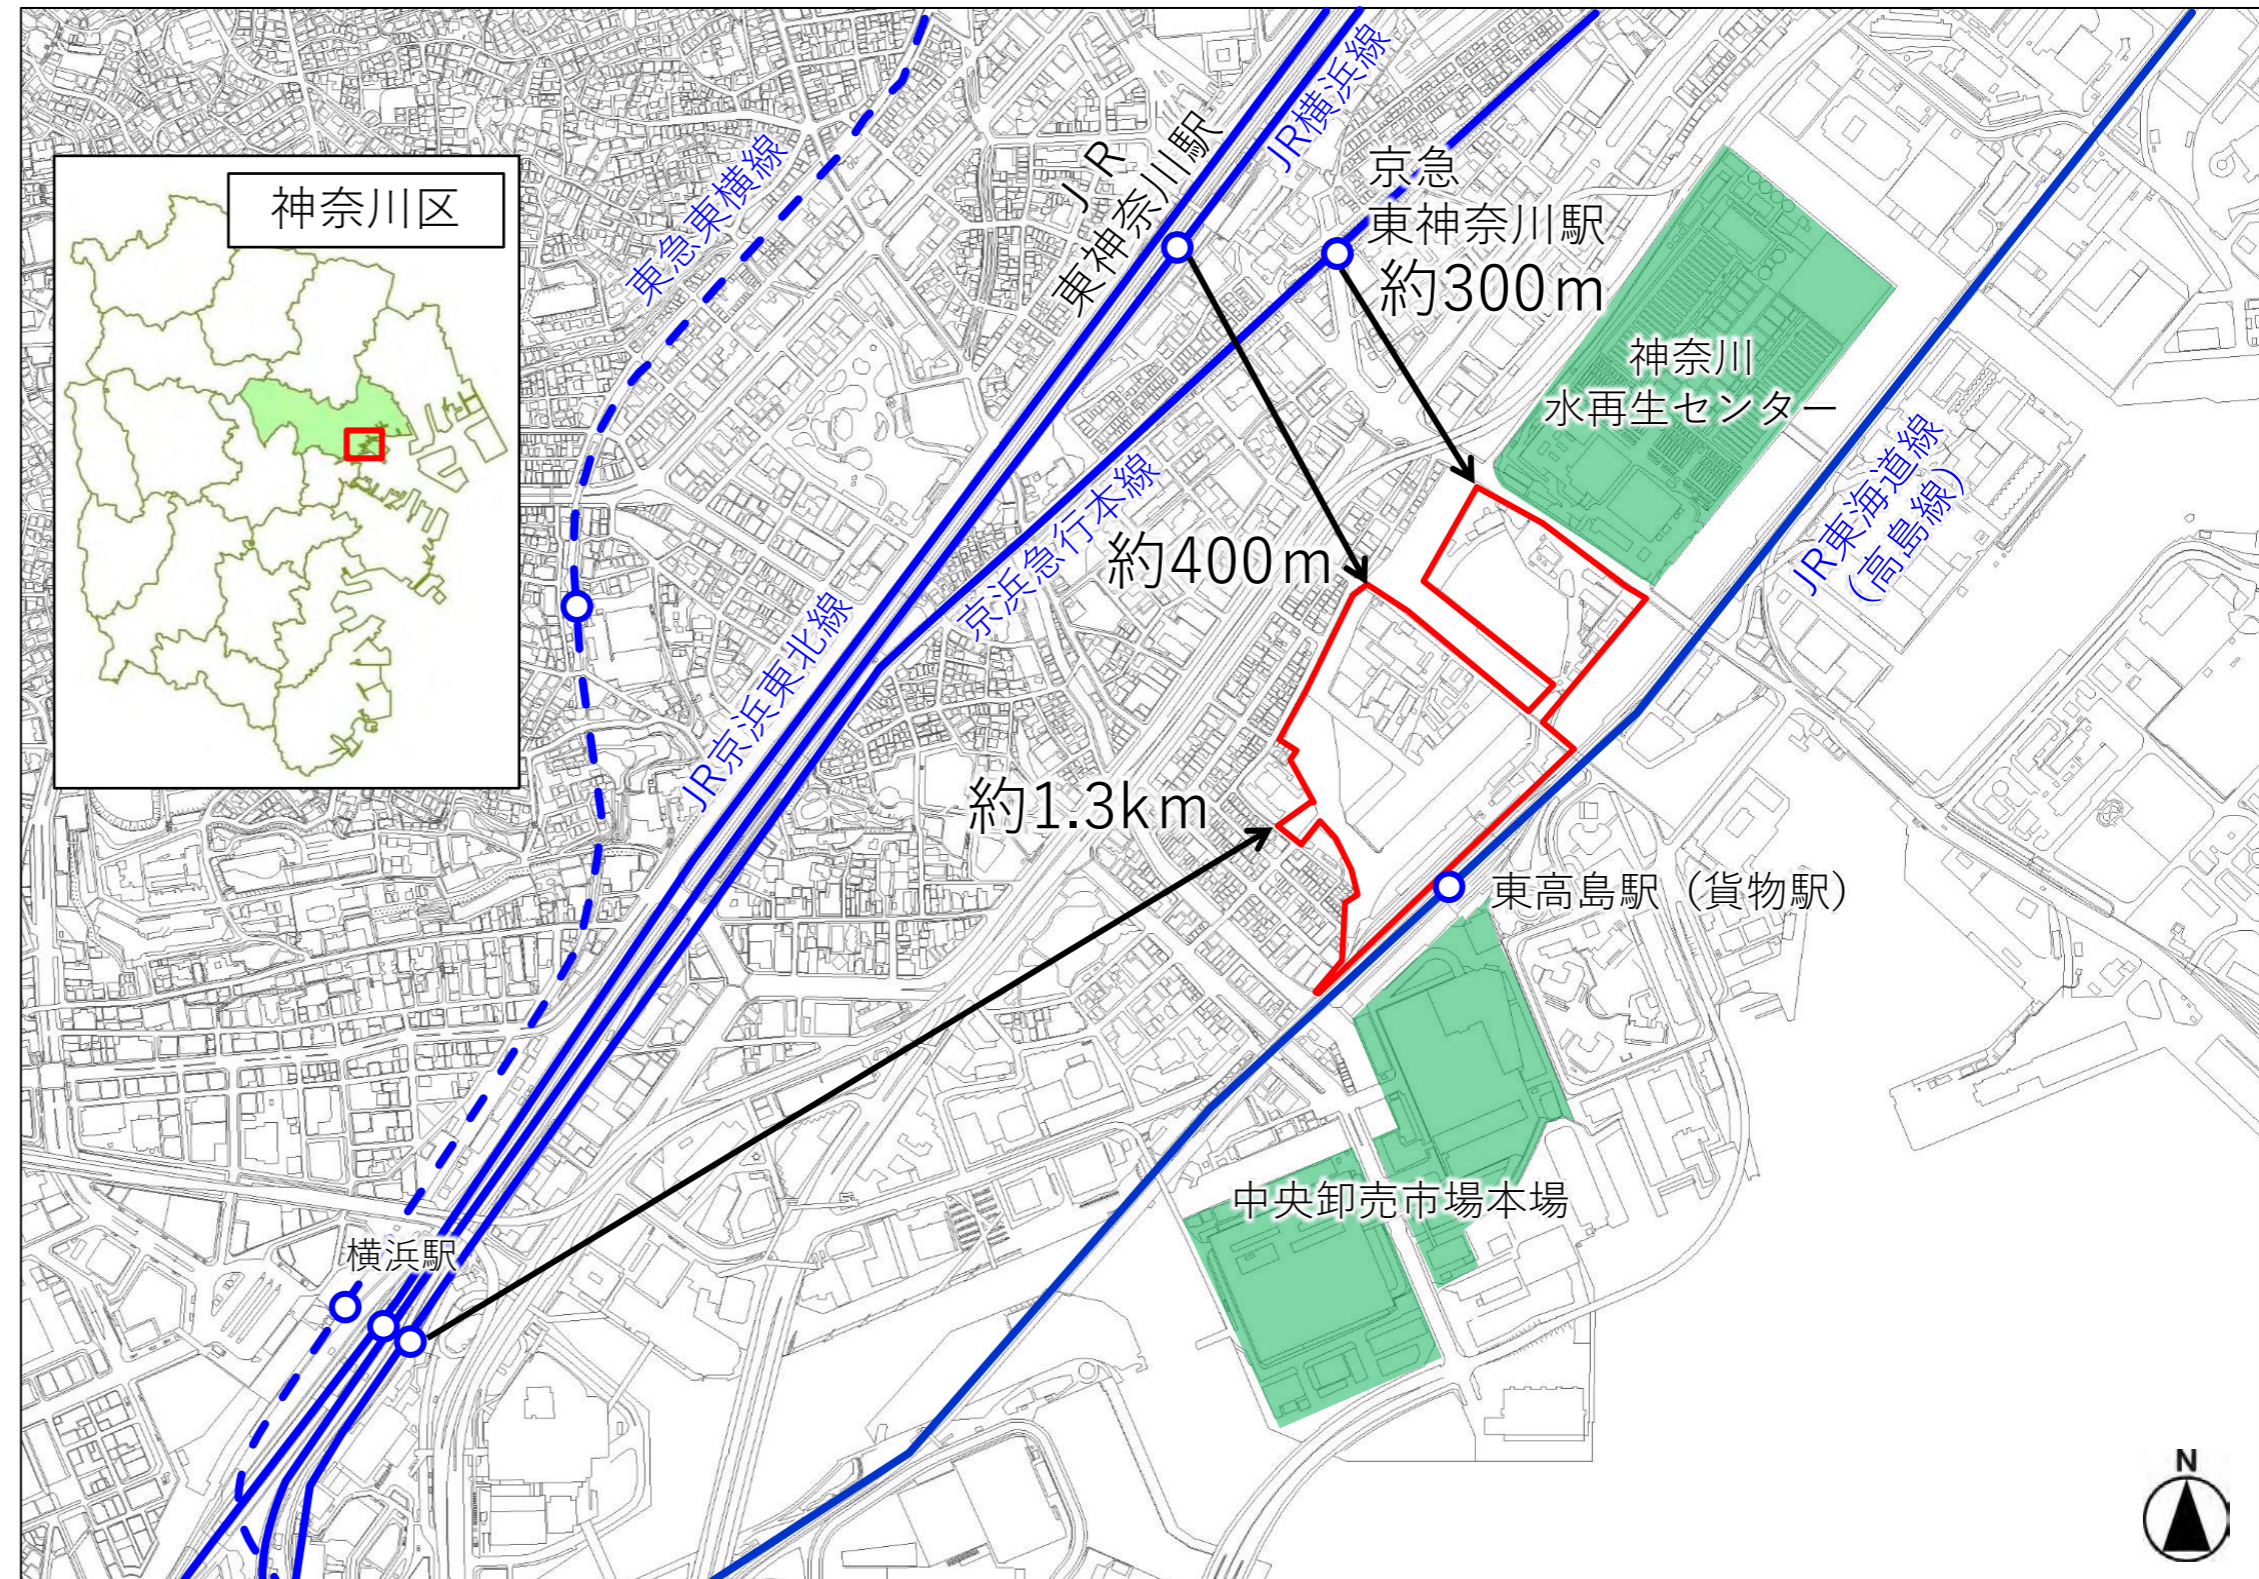 神奈川区
東急東横線
JR
東神奈川駅
JR横浜線
京急
東神奈川駅
約300m
神奈川
水再生センター
JR東海道線
(高島線)
約400m
京浜急行本線
JR京浜東北線
約1.3km
東高島駅（貨物駅）
中央卸売市場本場
横浜駅
N